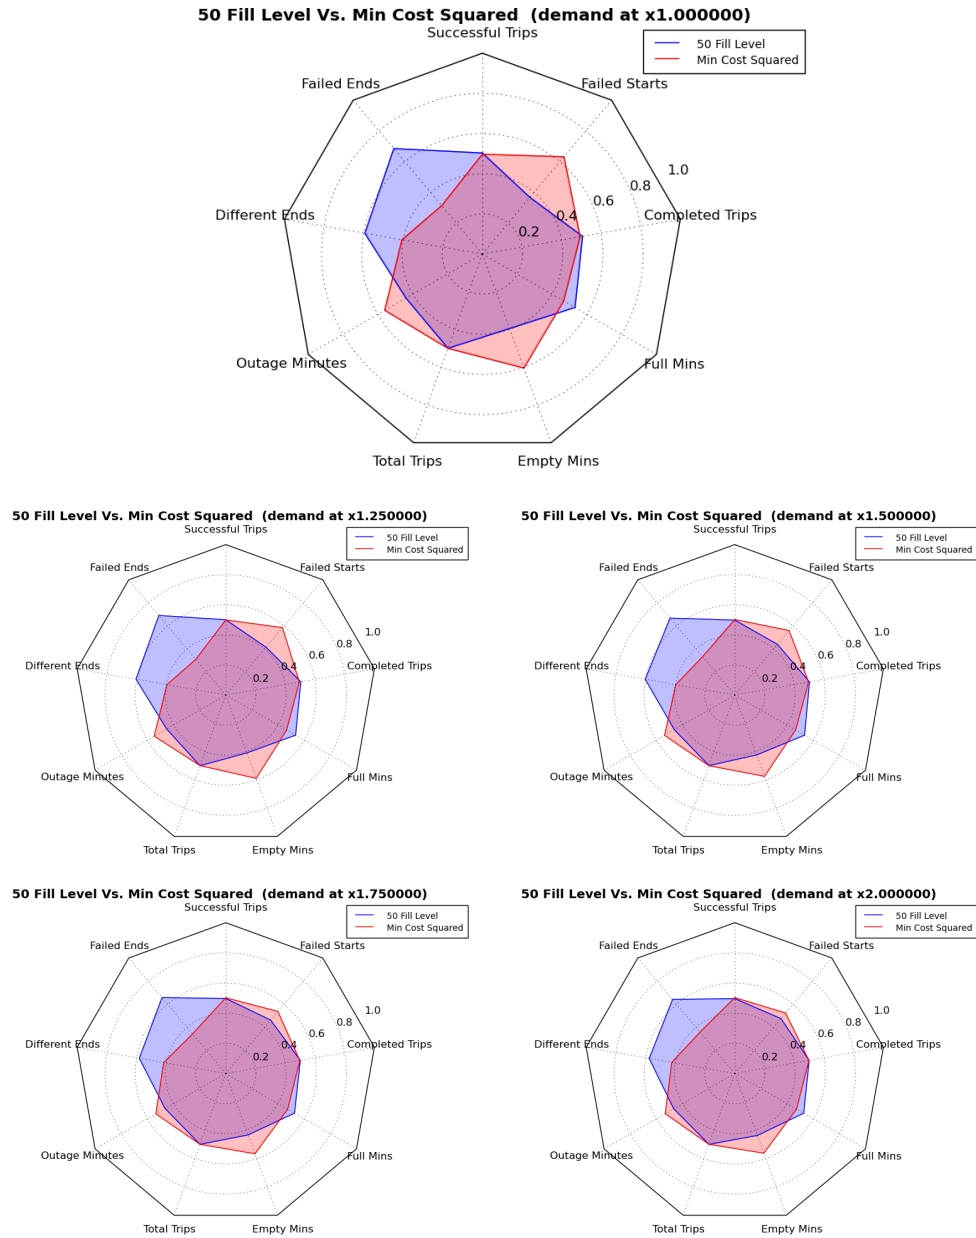 50 Fill Level Vs. Min Cost Squared  (demand at x1.000000)
50 Fill Level
Min Cost Squared
Successful Trips
Failed Ends
Failed Starts
Different Ends
Completed Trips
Outage Minutes
Full Mins
Total Trips
Empty Mins
0.2
0.4
0.6
0.8
1.0
50 Fill Level Vs. Min Cost Squared  (demand at x1.250000)
50 Fill Level
Min Cost Squared
Successful Trips
Failed Ends
Failed Starts
Different Ends
Completed Trips
Outage Minutes
Full Mins
Total Trips
Empty Mins
0.2
0.4
0.6
0.8
1.0
50 Fill Level Vs. Min Cost Squared  (demand at x1.500000)
50 Fill Level
Min Cost Squared
Successful Trips
Failed Ends
Failed Starts
Different Ends
Completed Trips
Outage Minutes
Full Mins
Total Trips
Empty Mins
0.2
0.4
0.6
0.8
1.0
50 Fill Level Vs. Min Cost Squared  (demand at x1.750000)
50 Fill Level
Min Cost Squared
Successful Trips
Failed Ends
Failed Starts
Different Ends
Completed Trips
Outage Minutes
Full Mins
Total Trips
Empty Mins
0.2
0.4
0.6
0.8
1.0
50 Fill Level Vs. Min Cost Squared  (demand at x2.000000)
50 Fill Level
Min Cost Squared
Successful Trips
Failed Ends
Failed Starts
Different Ends
Completed Trips
Outage Minutes
Full Mins
Total Trips
Empty Mins
0.2
0.4
0.6
0.8
1.0